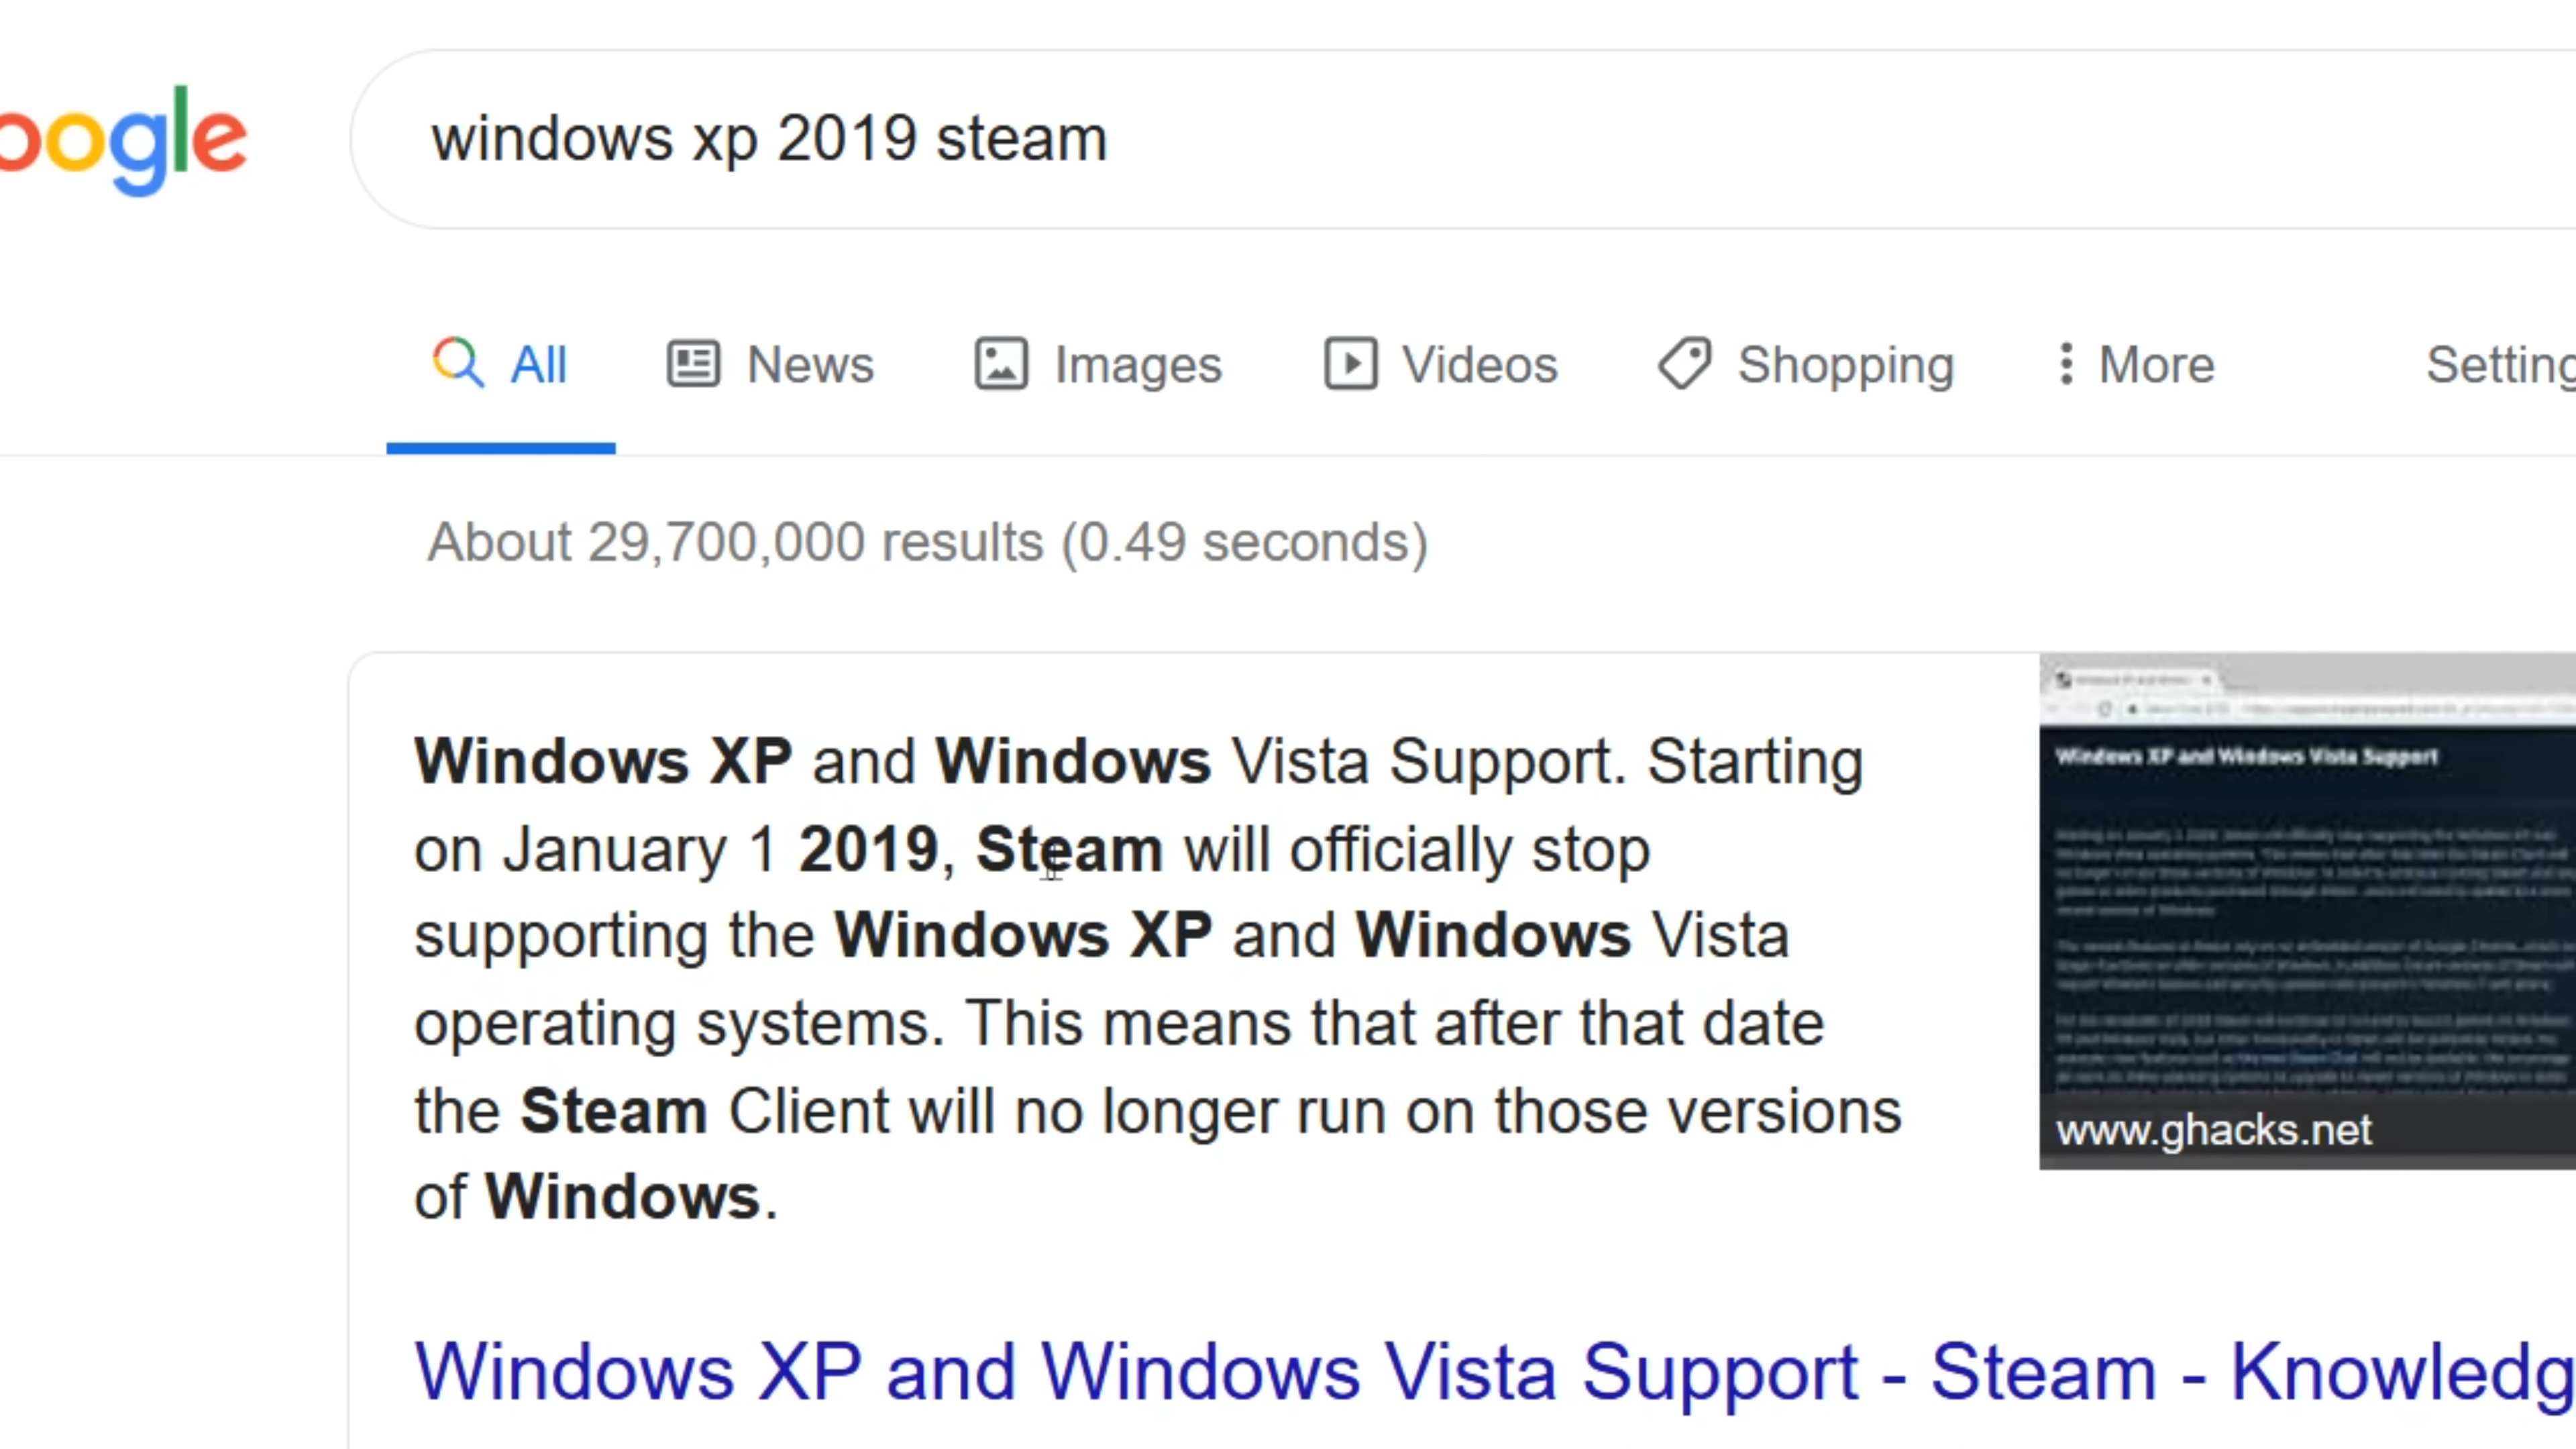 oogle
windows xp 2019 steam
All News Images Videos Shopping More Setting
About 29,700,000 results (0.49 seconds)
Windows XP and Windows Vista Support. Starting
on January 1 2019, Steam will officially stop
supporting the Windows XP and Windows Vista
operating systems. This means that after that date
the Steam Client will no longer run on those versions
of Windows.
Windows XP and Windows Vista Support
www.ghacks.net
Windows XP and Windows Vista Support - Steam - Knowledg